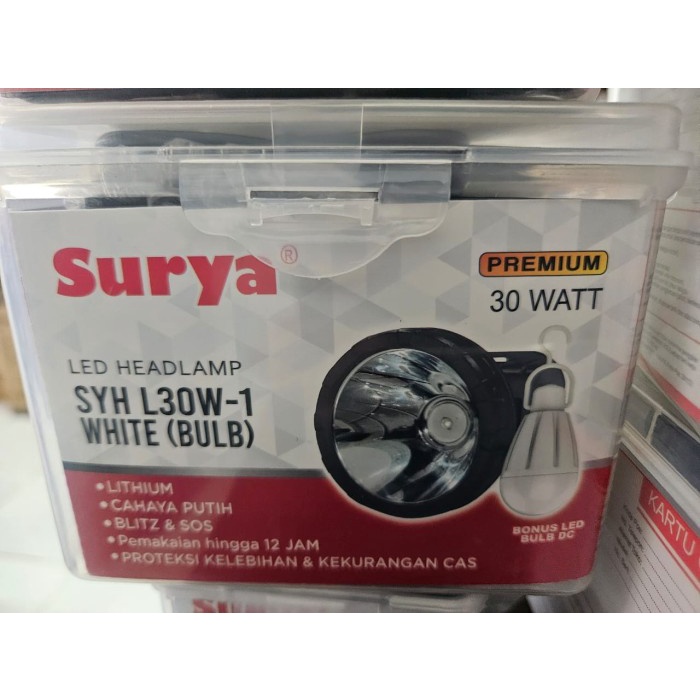 Surya®
PREMIUM
30 WATT
LED HEADLAMP
SYH L30W-1
WHITE (BULB)
•LITHIUM
•CAHAYA PUTIH
•BLITZ & SOS
•Pemakaian hingga 12 JAM
•PROTEKSI KELEBIHAN & KEKURANGAN CAS
BONUS LED
BULB DC
KARTU
Surya